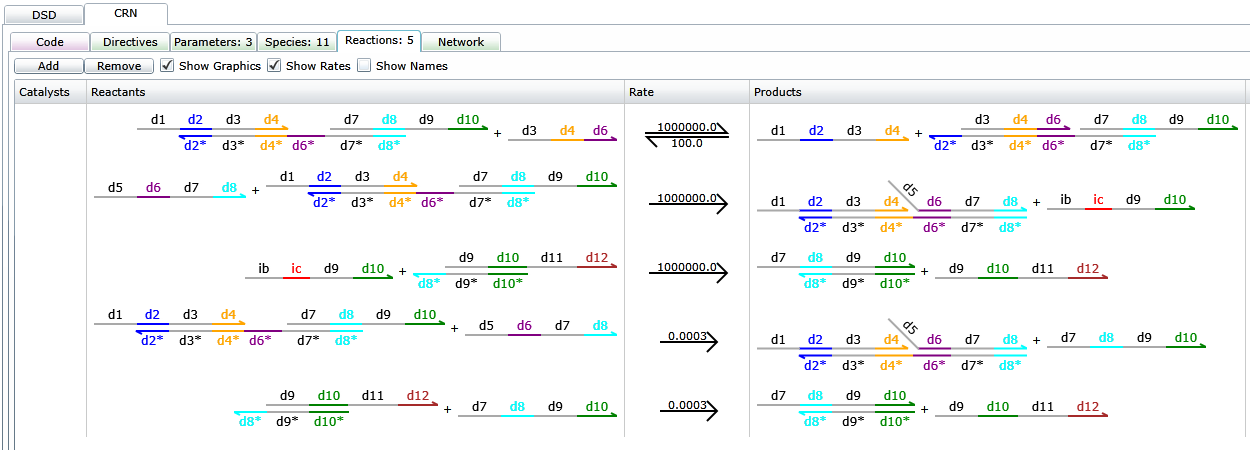 DSD CRN
Code Directives Parameters: 3 Species: 11 Reactions: 5 Network
Add Remove Show Graphics Show Rates Show Names
Catalysts Reactants Rate Products
d1 d2 d3 d4 d7 d8 d9 d10
d2* d3* d4* d6* d7* d8*
+ d3 d4 d6
1000000.0
100.0
d1 d2 d3 d4 +
d3 d4 d6 d7 d8 d9 d10
d2* d3* d4* d6* d7* d8*
d5 d6 d7 d8 +
d1 d2 d3 d4 d7 d8 d9 d10
d2* d3* d4* d6* d7* d8*
1000000.0
d5
d1 d2 d3 d4 d6 d7 d8
d2* d3* d4* d6* d7* d8*
+ ib ic d9 d10
ib ic d9 d10 +
d9 d10 d11 d12
d8* d9* d10*
1000000.0
d7 d8 d9 d10
d8* d9* d10*
+ d9 d10 d11 d12
d1 d2 d3 d4 d7 d8 d9 d10
d2* d3* d4* d6* d7* d8*
+ d5 d6 d7 d8
0.0003
d5
d1 d2 d3 d4 d6 d7 d8
d2* d3* d4* d6* d7* d8*
+ d7 d8 d9 d10
d9 d10 d11 d12
d8* d9* d10*
+ d7 d8 d9 d10
0.0003
d7 d8 d9 d10
d8* d9* d10*
+ d9 d10 d11 d12